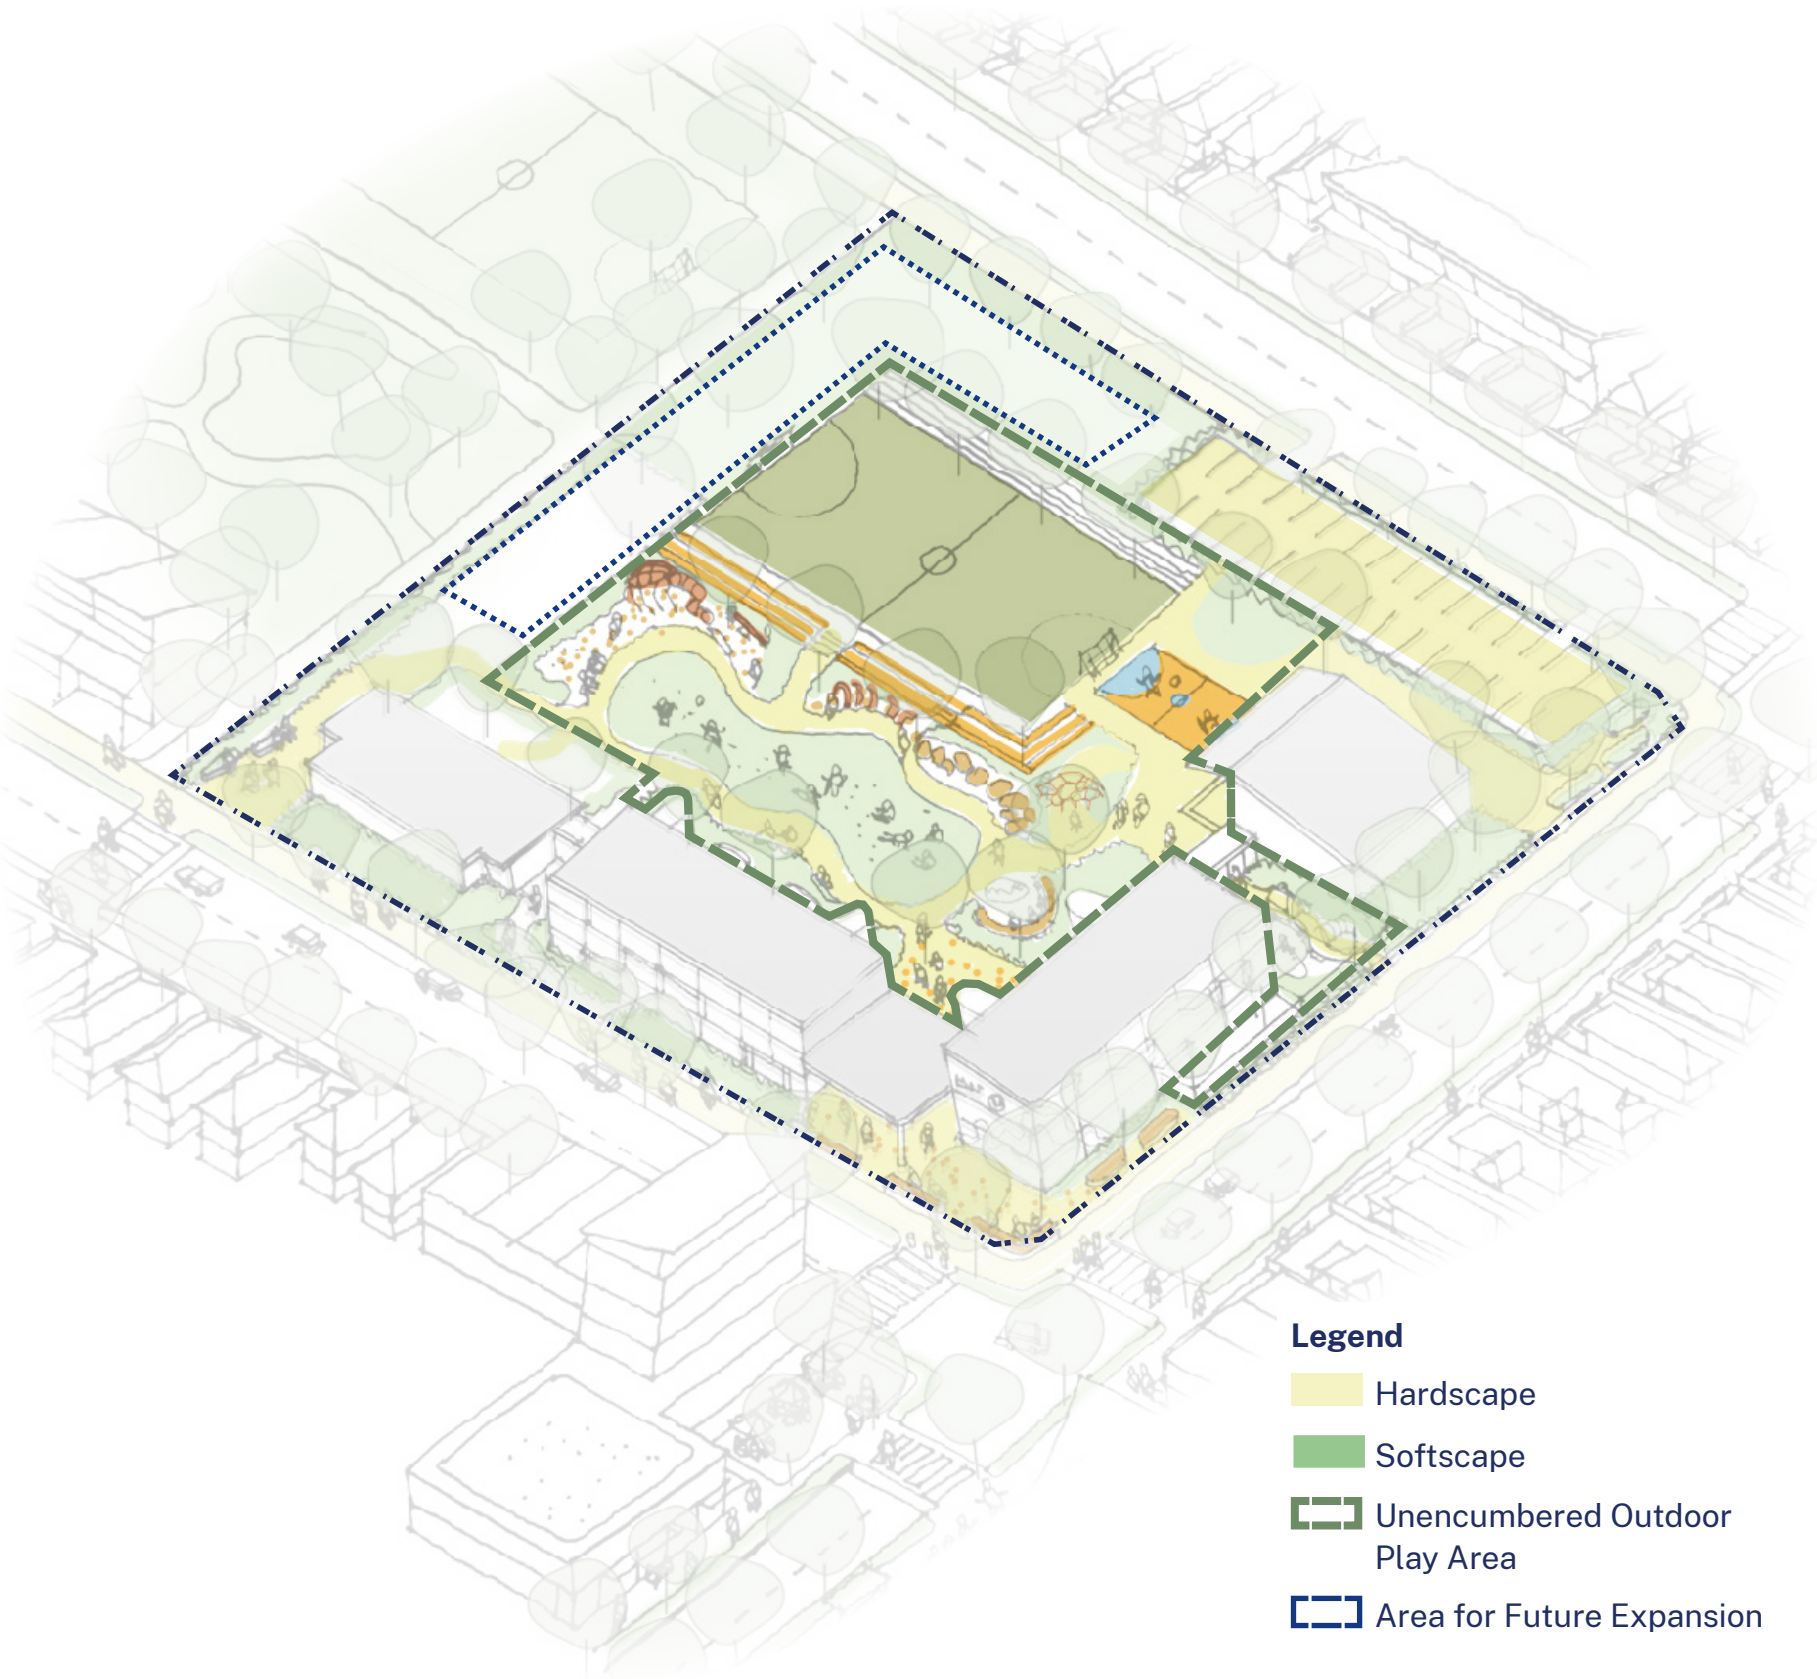 Legend
Hardscape
Softscape
Unencumbered Outdoor
Play Area
Area for Future Expansion